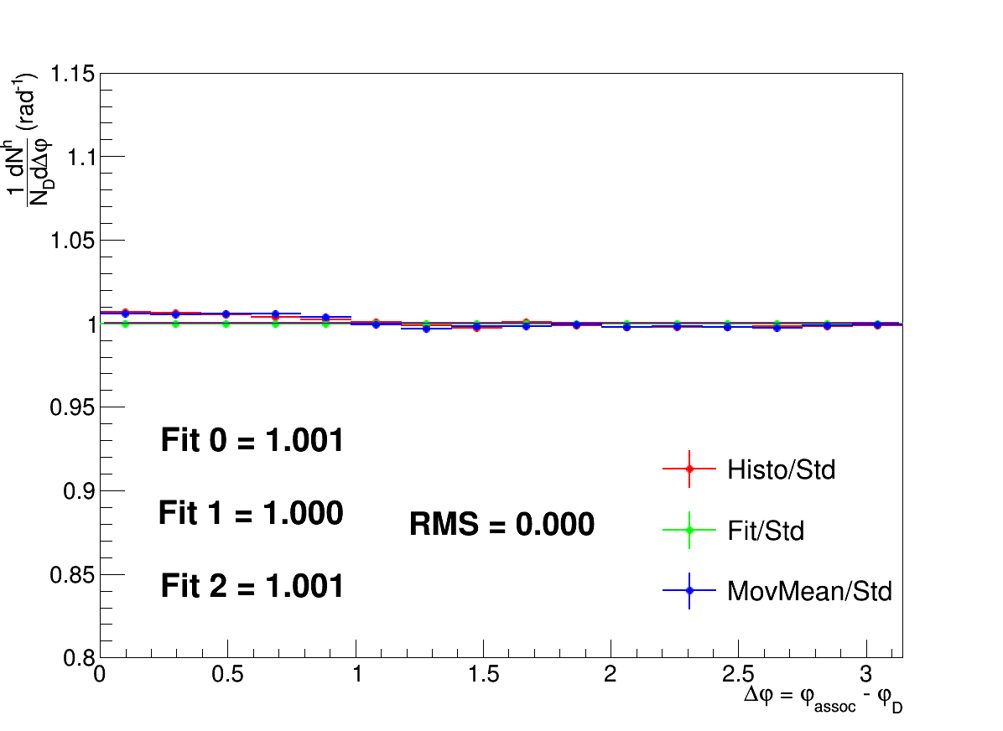 1 dN^h
N_D dΔφ (rad^-1)
1.15
1.1
1.05
1
0.95
0.9
0.85
0.8
Fit 0 = 1.001
Fit 1 = 1.000
Fit 2 = 1.001
RMS = 0.000
Histo/Std
Fit/Std
MovMean/Std
0 0.5 1 1.5 2 2.5 3
Δφ = φ_assoc - φ_D